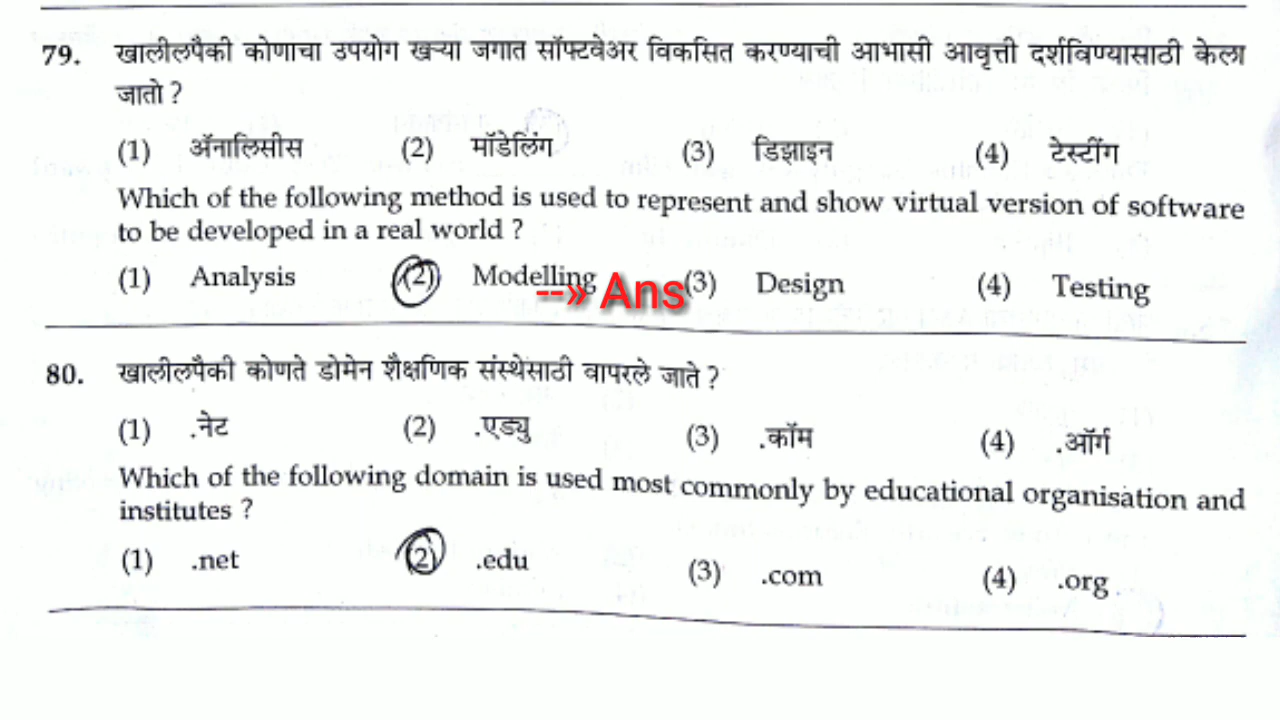 79. खालीलपैकी कोणाचा उपयोग खऱ्या जगात सॉफ्टवेअर विकसित करण्याची आभासी आवृत्ती दर्शविण्यासाठी केला
जातो ?
(1) ॲनालिसीस (2) मॉडेलिंग (3) डिझाइन (4) टेस्टींग
Which of the following method is used to represent and show virtual version of software
to be developed in a real world ?
(1) Analysis (2) Modelling --» Ans (3) Design (4) Testing
80. खालीलपैकी कोणते डोमेन शैक्षणिक संस्थेसाठी वापरले जाते ?
(1) .नेट (2) .एड्यु (3) .कॉम (4) .ऑर्ग
Which of the following domain is used most commonly by educational organisation and
institutes ?
(1) .net (2) .edu (3) .com (4) .org